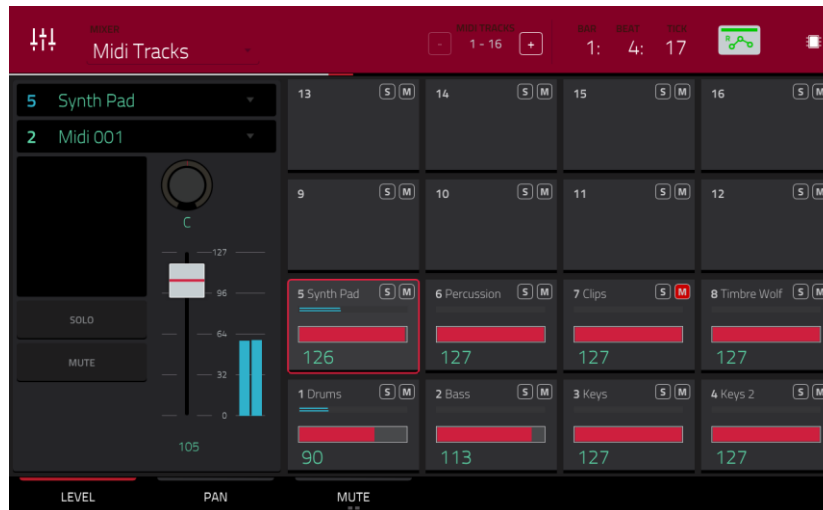 MIXER
Midi Tracks
MIDI TRACKS
- 1 - 16 +
BAR BEAT TICK
1: 4: 17
5 Synth Pad
2 Midi 001
C
127
96
64
32
0
105
SOLO
MUTE
13 S M
14 S M
15 S M
16 S M
9 S M
10 S M
11 S M
12 S M
5 Synth Pad S M
126
6 Percussion S M
127
7 Clips S M
127
8 Timbre Wolf S M
127
1 Drums S M
90
2 Bass S M
113
3 Keys S M
127
4 Keys 2 S M
127
LEVEL
PAN
MUTE